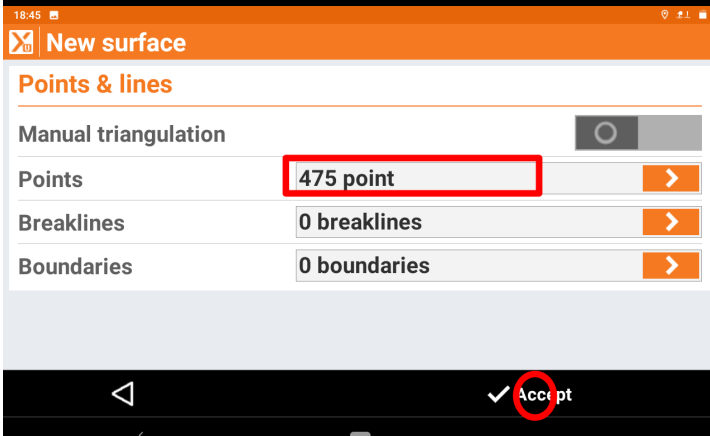 18:45
New surface
Points & lines
Manual triangulation
Points 475 point
Breaklines 0 breaklines
Boundaries 0 boundaries
Accept